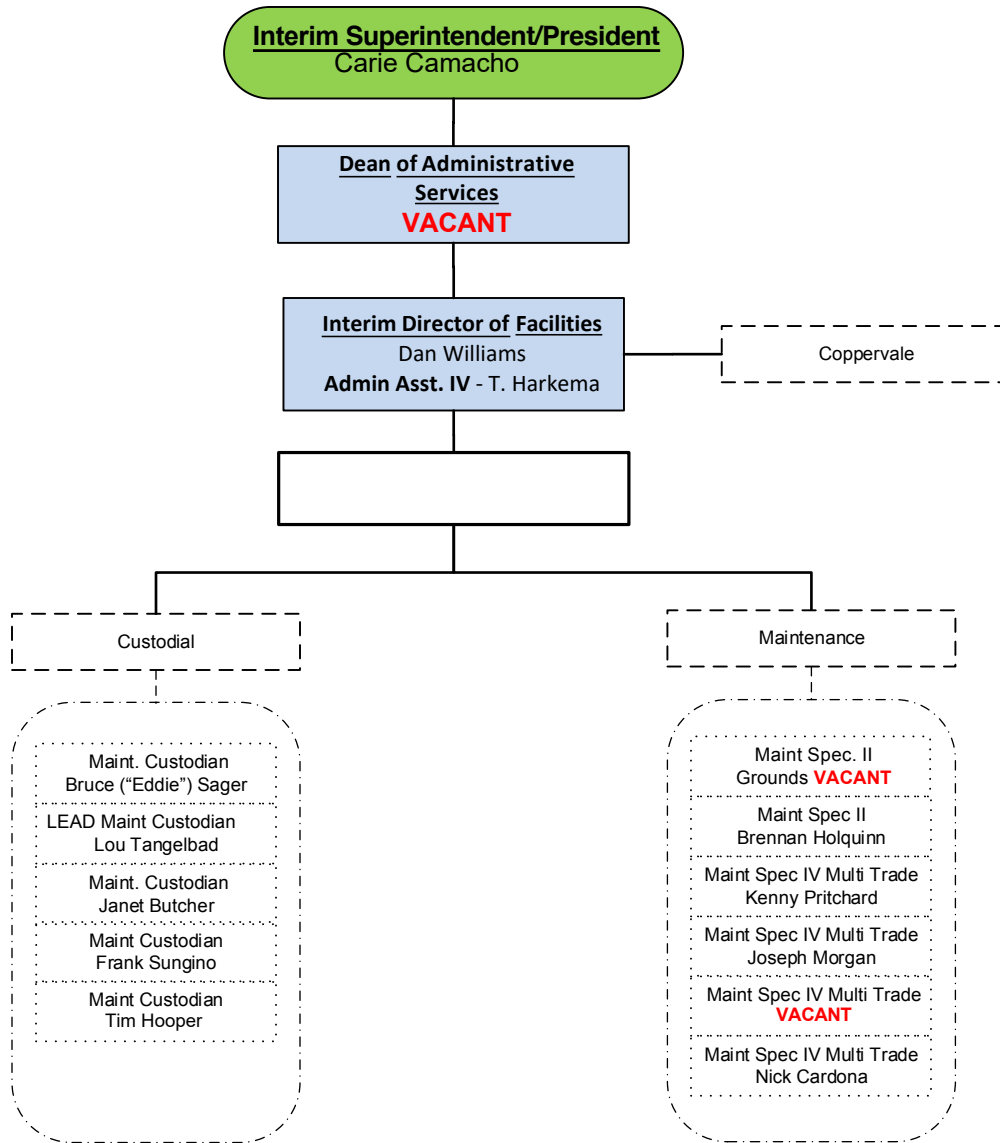 Interim Superintendent/President
Carie Camacho
Dean of Administrative
Services
VACANT
Interim Director of Facilities
Dan Williams
Admin Asst. IV - T. Harkema
Coppervale
Custodial
Maint. Custodian
Bruce (“Eddie”) Sager
LEAD Maint Custodian
Lou Tangelbad
Maint. Custodian
Janet Butcher
Maint Custodian
Frank Sungino
Maint Custodian
Tim Hooper
Maintenance
Maint Spec. II
Grounds VACANT
Maint Spec II
Brennan Holquinn
Maint Spec IV Multi Trade
Kenny Pritchard
Maint Spec IV Multi Trade
Joseph Morgan
Maint Spec IV Multi Trade
VACANT
Maint Spec IV Multi Trade
Nick Cardona